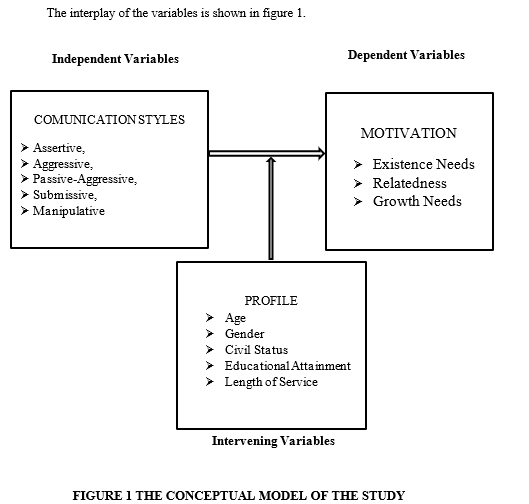 The interplay of the variables is shown in figure 1.
Independent Variables
Dependent Variables
COMUNICATION STYLES
➢ Assertive,
➢ Aggressive,
➢ Passive-Aggressive,
➢ Submissive,
➢ Manipulative
MOTIVATION
➢ Existence Needs
➢ Relatedness
➢ Growth Needs
PROFILE
➢ Age
➢ Gender
➢ Civil Status
➢ Educational Attainment
➢ Length of Service
Intervening Variables
FIGURE 1 THE CONCEPTUAL MODEL OF THE STUDY